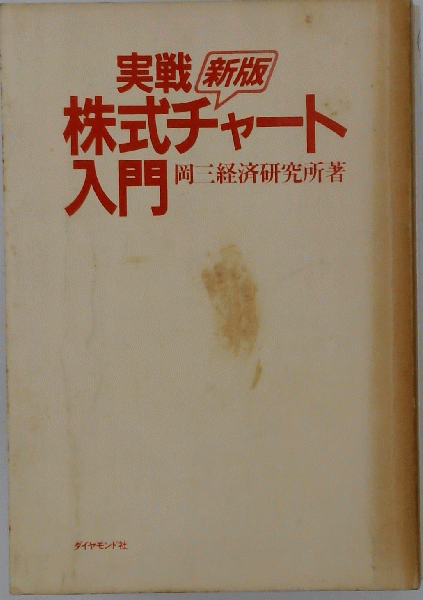 実戦 新版
株式チャート
入門 岡三経済研究所著
ダイヤモンド社